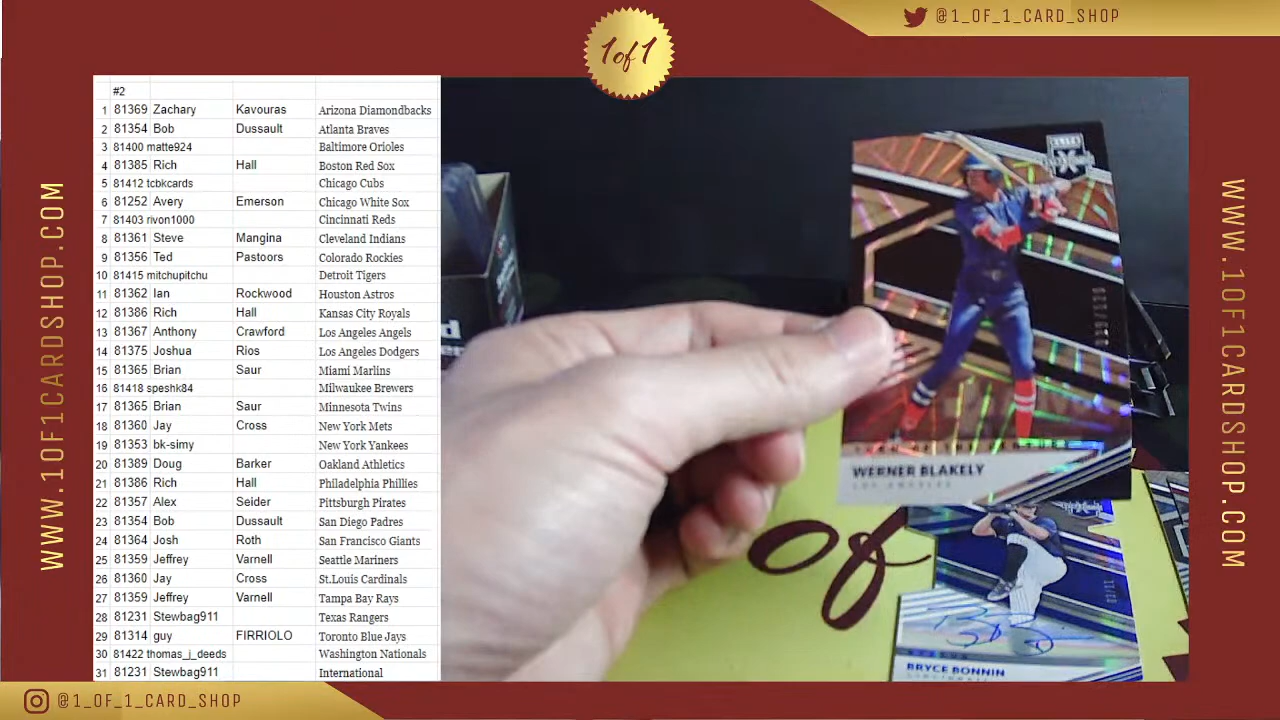 @1_OF_1_CARD_SHOP
1 of 1
#2
1 81369 Zachary Kavouras Arizona Diamondbacks
2 81354 Bob Dussault Atlanta Braves
3 81400 matte924 Baltimore Orioles
4 81385 Rich Hall Boston Red Sox
5 81412 tcbkcards Chicago Cubs
6 81252 Avery Emerson Chicago White Sox
7 81403 rivon1000 Cincinnati Reds
8 81361 Steve Mangina Cleveland Indians
9 81356 Ted Pastoors Colorado Rockies
10 81415 mitchupitchu Detroit Tigers
11 81362 Ian Rockwood Houston Astros
12 81386 Rich Hall Kansas City Royals
13 81367 Anthony Crawford Los Angeles Angels
14 81375 Joshua Rios Los Angeles Dodgers
15 81365 Brian Saur Miami Marlins
16 81418 speshk84 Milwaukee Brewers
17 81365 Brian Saur Minnesota Twins
18 81360 Jay Cross New York Mets
19 81353 bk-simy New York Yankees
20 81389 Doug Barker Oakland Athletics
21 81386 Rich Hall Philadelphia Phillies
22 81357 Alex Seider Pittsburgh Pirates
23 81354 Bob Dussault San Diego Padres
24 81364 Josh Roth San Francisco Giants
25 81359 Jeffrey Varnell Seattle Mariners
26 81360 Jay Cross St.Louis Cardinals
27 81359 Jeffrey Varnell Tampa Bay Rays
28 81231 Stewbag911 Texas Rangers
29 81314 guy FIRRIOLO Toronto Blue Jays
30 81422 thomas_j_deeds Washington Nationals
31 81231 Stewbag911 International
WWW.1OF1CARDSHOP.COM
WWW.1OF1CARDSHOP.COM
ELITE
WERNER BLAKELY
LOS ANGELES
of
BRYCE BONNIN
@1_OF_1_CARD_SHOP